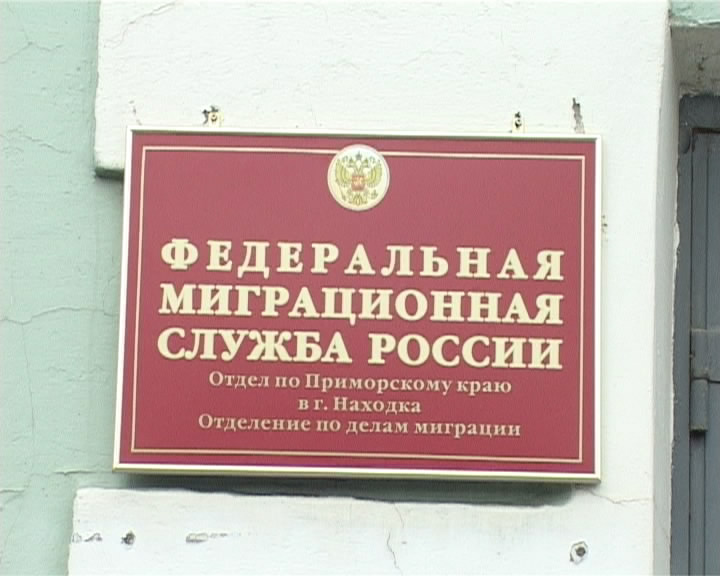 ФЕДЕРАЛЬНАЯ
МИГРАЦИОННАЯ
СЛУЖБА РОССИИ
Отдел по Приморскому краю
в г. Находка
Отделение по делам миграции